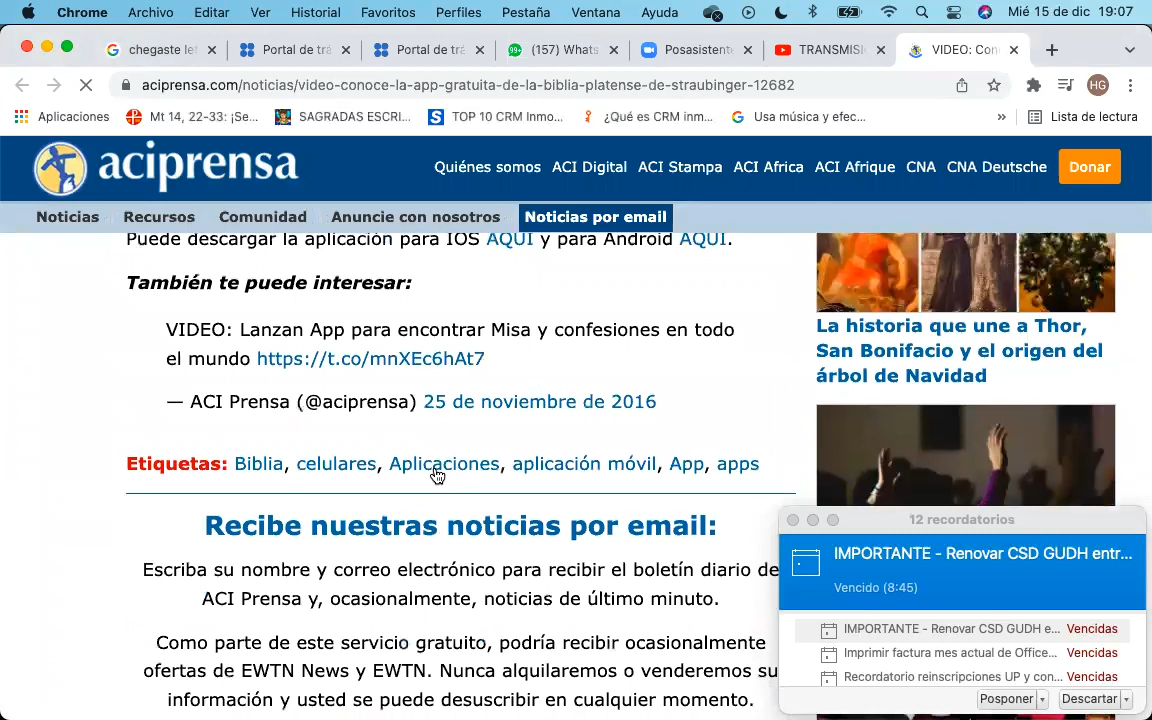 Chrome Archivo Editar Ver Historial Favoritos Perfiles Pestaña Ventana Ayuda Mié 15 de dic 19:07
chegaste let Portal de tra Portal de tra (157) Whats Posasistente TRANSMISI VIDEO: Con
aciprensa.com/noticias/video-conoce-la-app-gratuita-de-la-biblia-platense-de-straubinger-12682 HG
Aplicaciones Mt 14, 22-33: ¡Se... SAGRADAS ESCRI... TOP 10 CRM Inmo... ¿Qué es CRM inm... Usa música y efec... » Lista de lectura
aciprensa
Quiénes somos ACI Digital ACI Stampa ACI Africa ACI Afrique CNA CNA Deutsche Donar
Noticias Recursos Comunidad Anuncie con nosotros Noticias por email
Puede descargar la aplicación para IOS AQUÍ y para Android AQUÍ.
También te puede interesar:
VIDEO: Lanzan App para encontrar Misa y confesiones en todo
el mundo https://t.co/mnXEc6hAt7
— ACI Prensa (@aciprensa) 25 de noviembre de 2016
Etiquetas: Biblia, celulares, Aplicaciones, aplicación móvil, App, apps
Recibe nuestras noticias por email:
Escriba su nombre y correo electrónico para recibir el boletín diario de
ACI Prensa y, ocasionalmente, noticias de último minuto.
Como parte de este servicio gratuito, podría recibir ocasionalmente
ofertas de EWTN News y EWTN. Nunca alquilaremos o venderemos su
información y usted se puede desuscribir en cualquier momento.
La historia que une a Thor,
San Bonifacio y el origen del
árbol de Navidad
12 recordatorios
IMPORTANTE - Renovar CSD GUDH entr...
Vencido (8:45)
IMPORTANTE - Renovar CSD GUDH e... Vencidas
Imprimir factura mes actual de Office... Vencidas
Recordatorio reinscripciones UP y con... Vencidas
Posponer Descartar